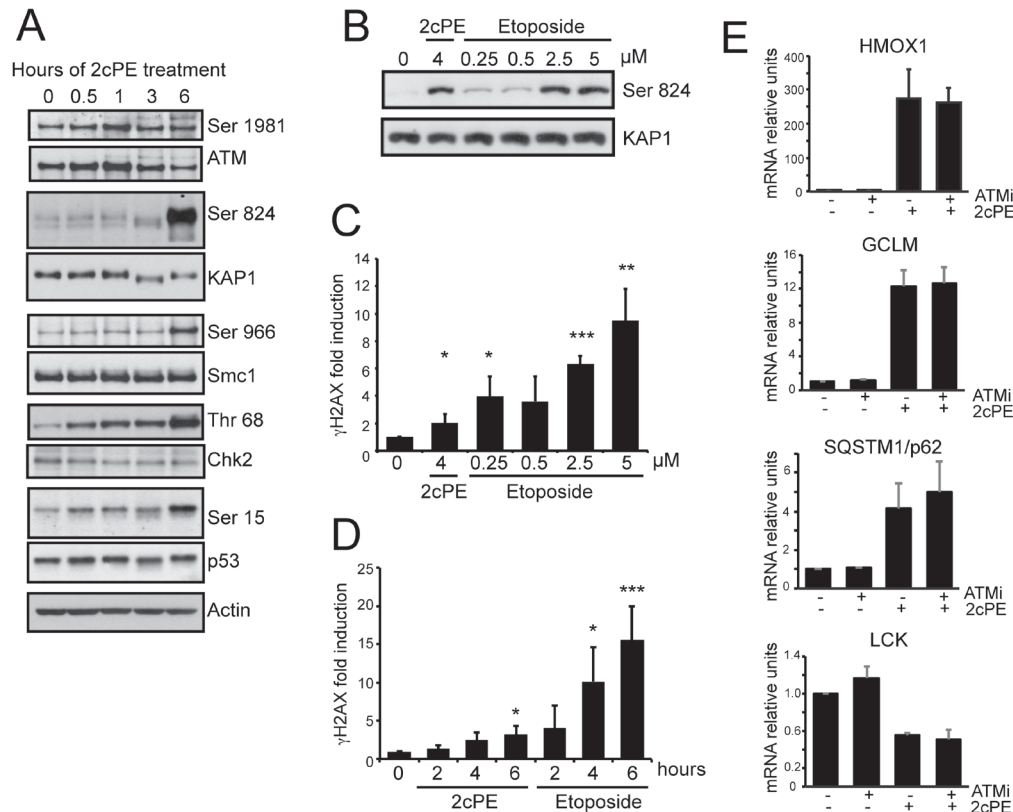 A
Hours of 2cPE treatment
0 0.5 1 3 6
Ser 1981
ATM
Ser 824
KAP1
Ser 966
Smc1
Thr 68
Chk2
Ser 15
p53
Actin
B
2cPE Etoposide
0 4 0.25 0.5 2.5 5 µM
Ser 824
KAP1
C
γH2AX fold induction
14
12
10
8
6
4
2
0
* * *** **
0 4 0.25 0.5 2.5 5 µM
2cPE Etoposide
D
γH2AX fold induction
25
20
15
10
5
0
* * ***
0 2 4 6 2 4 6 hours
2cPE Etoposide
E
HMOX1
mRNA relative units
400
300
200
100
0
- + - + ATMi
- - + + 2cPE
GCLM
mRNA relative units
16
12
8
4
0
- + - + ATMi
- - + + 2cPE
SQSTM1/p62
mRNA relative units
6
4
2
0
- + - + ATMi
- - + + 2cPE
LCK
mRNA relative units
1.4
1.0
0.6
0.2
0
- + - + ATMi
- - + + 2cPE